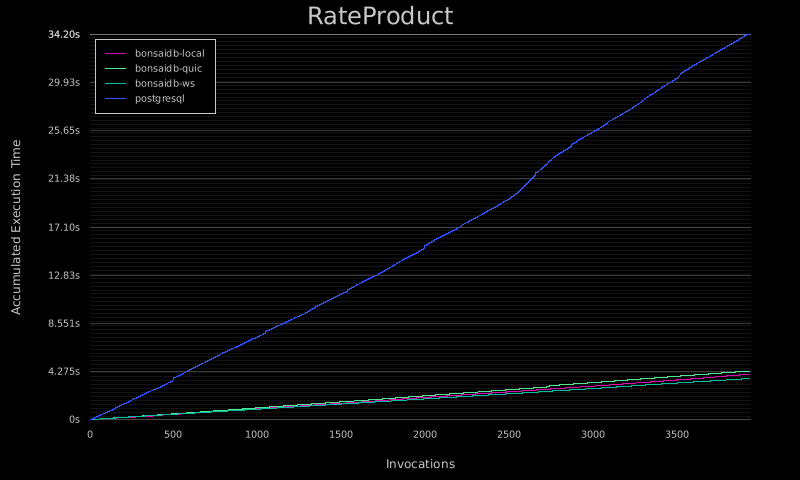 RateProduct
34.20s
bonsaidb-local
bonsaidb-quic
bonsaidb-ws
postgresql
29.93s
25.65s
21.38s
17.10s
12.83s
8.551s
4.275s
0s
Accumulated Execution Time
0 500 1000 1500 2000 2500 3000 3500
Invocations